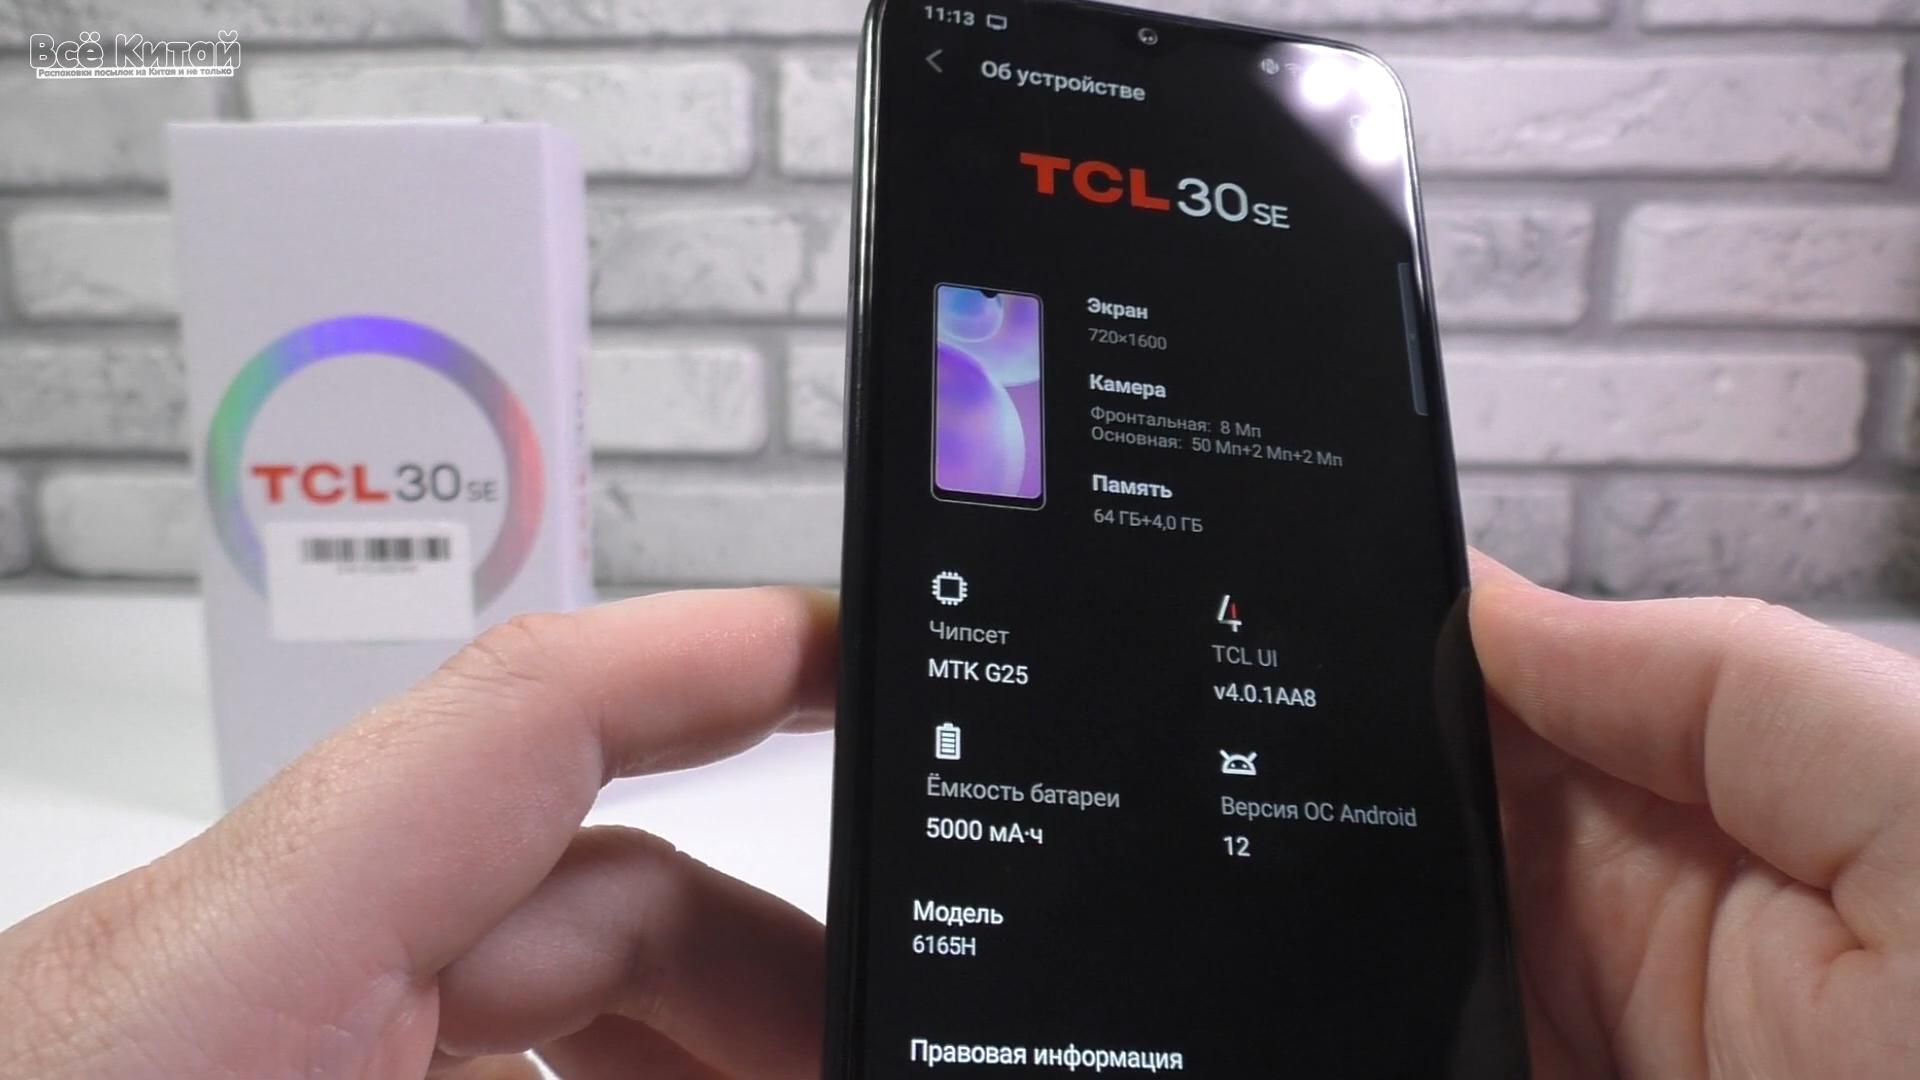 Всё Китай
Распаковки посылок из Китая и не только
11:13
Об устройстве
TCL 30 SE
Экран
720×1600
Камера
Фронтальная: 8 Мп
Основная: 50 Мп+2 Мп+2 Мп
Память
64 ГБ+4,0 ГБ
Чипсет
MTK G25
TCL UI
v4.0.1AA8
Ёмкость батареи
5000 мА·ч
Версия ОС Android
12
Модель
6165H
Правовая информация
TCL 30 SE